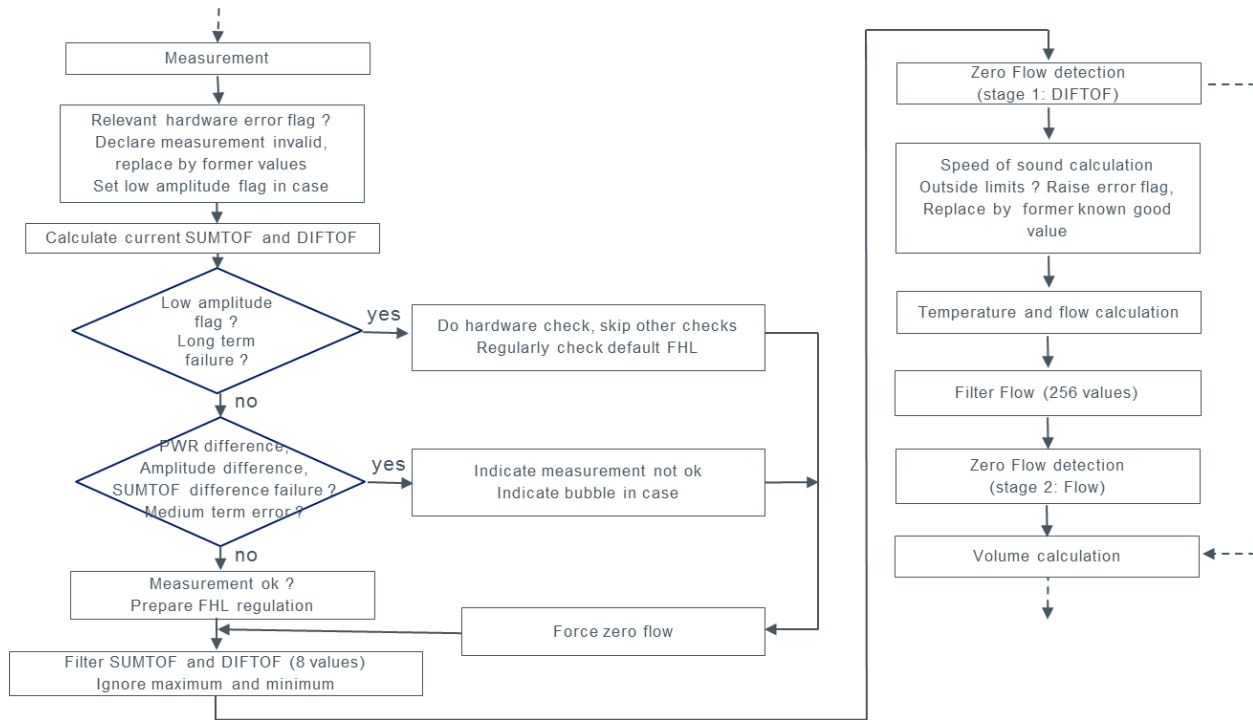 Measurement
Relevant hardware error flag ?
Declare measurement invalid,
replace by former values
Set low amplitude flag in case
Calculate current SUMTOF and DIFTOF
Low amplitude
flag ?
Long term
failure ?
yes
Do hardware check, skip other checks
Regularly check default FHL
no
PWR difference,
Amplitude difference,
SUMTOF difference failure ?
Medium term error ?
yes
Indicate measurement not ok
Indicate bubble in case
no
Measurement ok ?
Prepare FHL regulation
Force zero flow
Filter SUMTOF and DIFTOF (8 values)
Ignore maximum and minimum
Zero Flow detection
(stage 1: DIFTOF)
Speed of sound calculation
Outside limits ? Raise error flag,
Replace by former known good
value
Temperature and flow calculation
Filter Flow (256 values)
Zero Flow detection
(stage 2: Flow)
Volume calculation